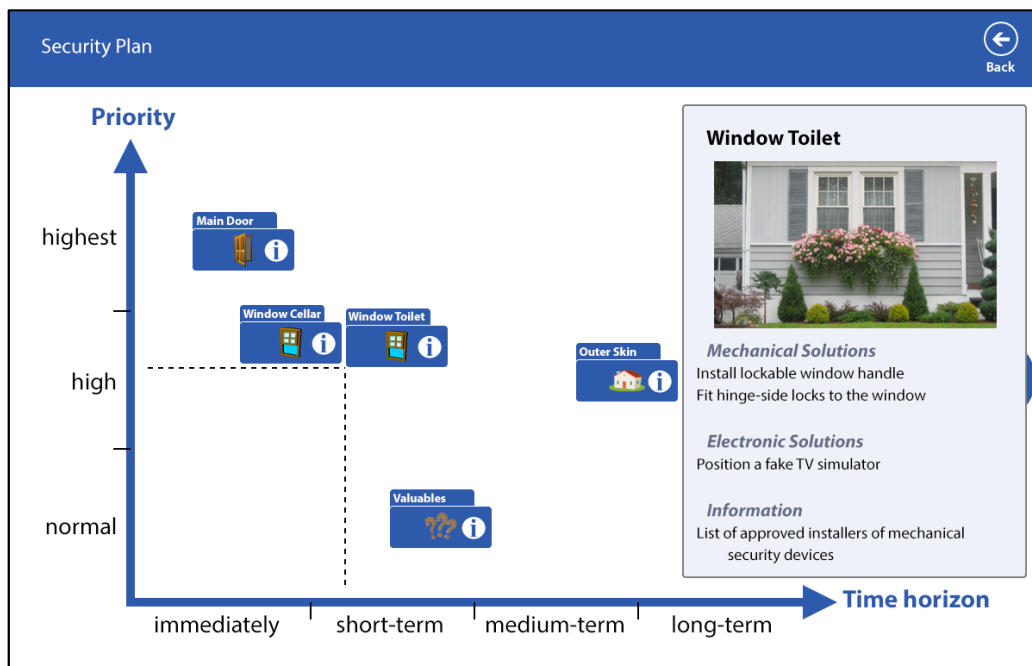 Security Plan
Back
Priority
highest
high
normal
Main Door
Window Cellar
Window Toilet
Outer Skin
Valuables
???
immediately
short-term
medium-term
long-term
Time horizon
Window Toilet
Mechanical Solutions
Install lockable window handle
Fit hinge-side locks to the window
Electronic Solutions
Position a fake TV simulator
Information
List of approved installers of mechanical
security devices